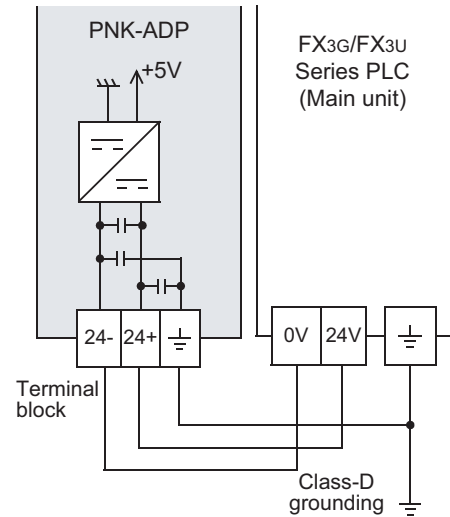 PNK-ADP
+5V
FX3G/FX3U
Series PLC
(Main unit)
24- 24+
0V 24V
Terminal
block
Class-D
grounding